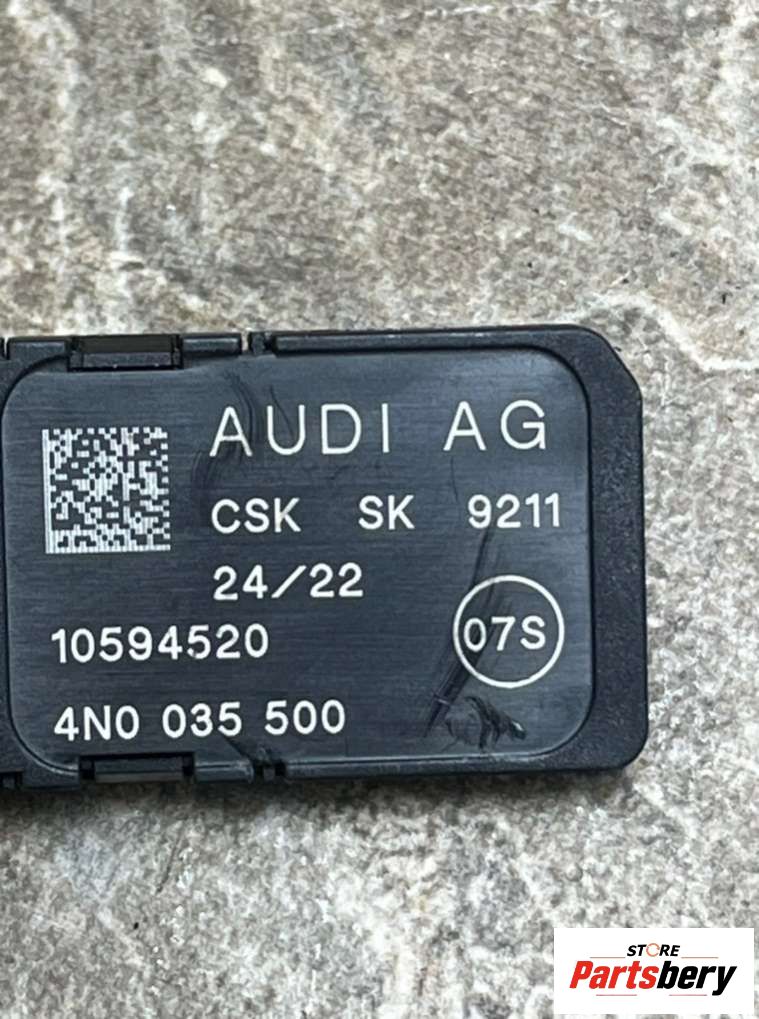 AUDI AG
CSK SK 9211
24/22
10594520
07S
4N0 035 500
STORE
Partsbery